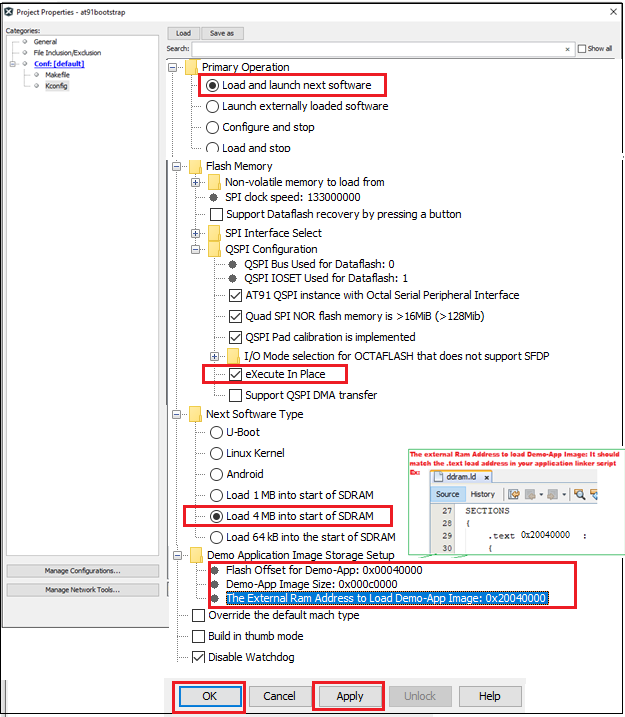 Project Properties - at91bootstrap
Categories:
General
File Inclusion/Exclusion
Conf: [default]
Makefile
Kconfig
Manage Configurations...
Manage Network Tools...
Load
Save as
Search:
Show all
Primary Operation
Load and launch next software
Launch externally loaded software
Configure and stop
Load and stop
Flash Memory
Non-volatile memory to load from
SPI clock speed: 133000000
Support Dataflash recovery by pressing a button
SPI Interface Select
QSPI Configuration
QSPI Bus Used for Dataflash: 0
QSPI IOSET Used for Dataflash: 1
AT91 QSPI instance with Octal Serial Peripheral Interface
Quad SPI NOR flash memory is >16MiB (>128Mib)
QSPI Pad calibration is implemented
I/O Mode selection for OCTAFLASH that does not support SFDP
eXecute In Place
Support QSPI DMA transfer
Next Software Type
U-Boot
Linux Kernel
Android
Load 1 MB into start of SDRAM
Load 4 MB into start of SDRAM
Load 64 kB into the start of SDRAM
The external Ram Address to load Demo-App Image: It should
match the .text load address in your application linker script
Ex:
ddram.ld
Source
History
27 SECTIONS
28 {
29 .text 0x20040000 :
30 {
Demo Application Image Storage Setup
Flash Offset for Demo-App: 0x00040000
Demo-App Image Size: 0x000c0000
The External Ram Address to Load Demo-App Image: 0x20040000
Override the default mach type
Build in thumb mode
Disable Watchdog
OK
Cancel
Apply
Unlock
Help